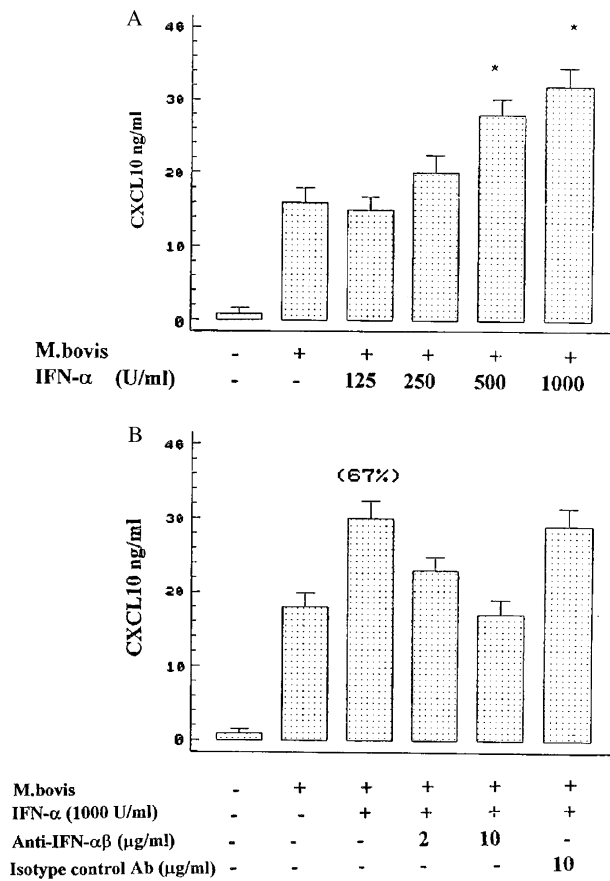 A
CXCL10 ng/ml
40
30
20
10
0
* *
M.bovis - + + + + +
IFN-α (U/ml) - - 125 250 500 1000
B
CXCL10 ng/ml
40
30
20
10
0
(67%)
M.bovis - + + + + +
IFN-α (1000 U/ml) - - + + + +
Anti-IFN-αβ (μg/ml) - - - 2 10 -
Isotype control Ab (μg/ml) - - - - - 10